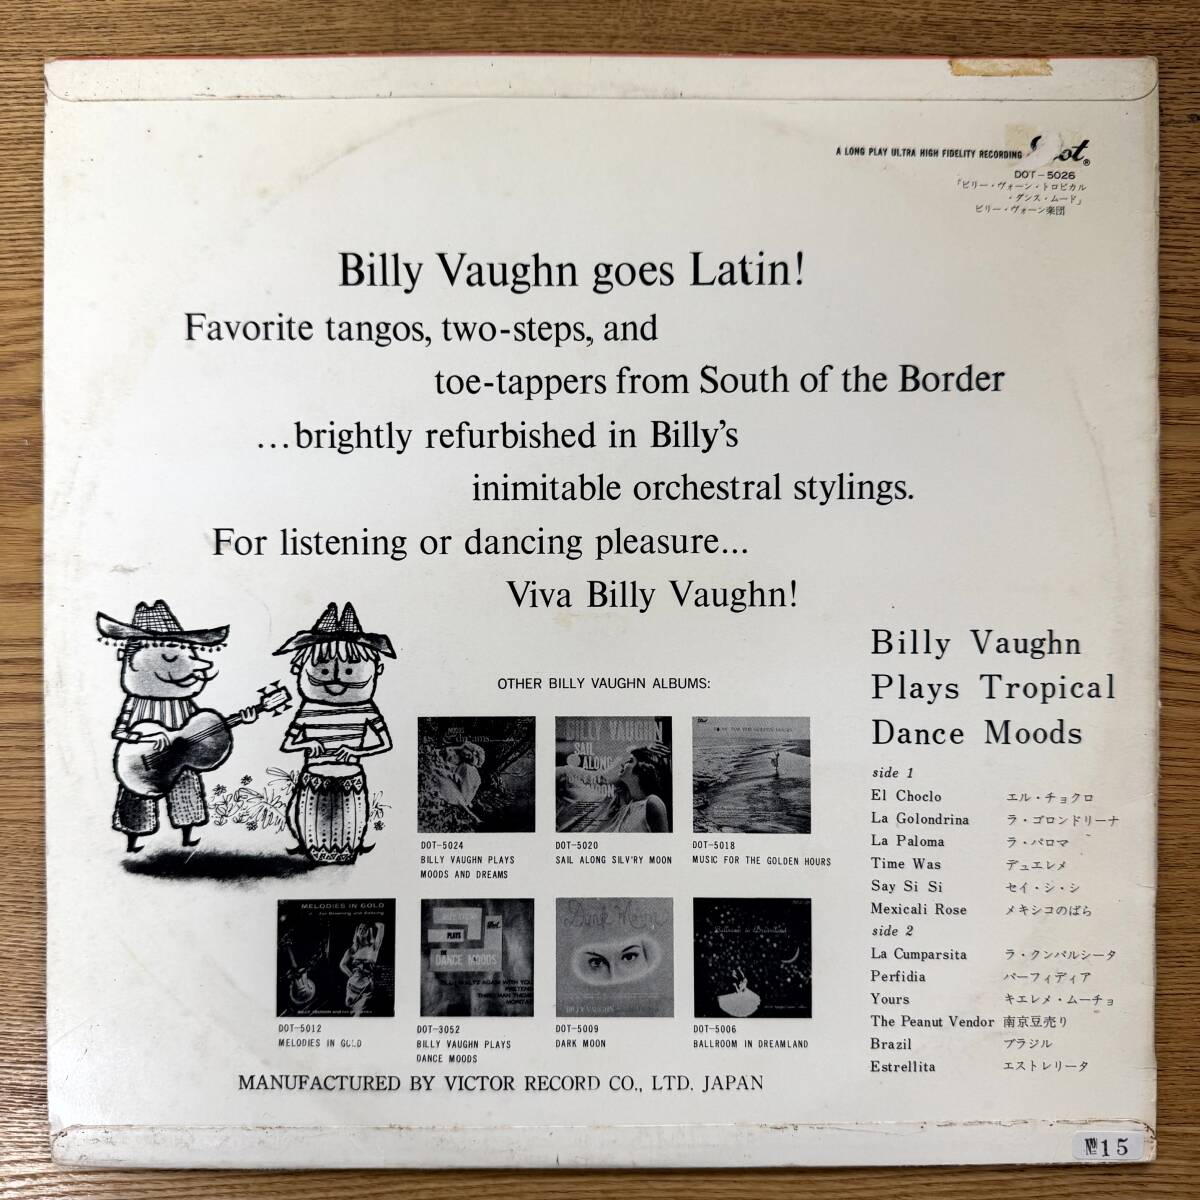 A LONG PLAY ULTRA HIGH FIDELITY RECORDING
DOT-5026
「ビリー・ヴォーン・トロピカル
・ダンス・ムード」
ビリー・ヴォーン楽団
Billy Vaughn goes Latin!
Favorite tangos, two-steps, and
toe-tappers from South of the Border
...brightly refurbished in Billy's
inimitable orchestral stylings.
For listening or dancing pleasure...
Viva Billy Vaughn!
OTHER BILLY VAUGHN ALBUMS:
BILLY VAUGHN
SAIL
ALONG
MOON
DOT-5024
BILLY VAUGHN PLAYS
MOODS AND DREAMS
DOT-5020
SAIL ALONG SILV'RY MOON
DOT-5018
MUSIC FOR THE GOLDEN HOURS
MELODIES IN GOLD
PLAYS
DANCE MOODS
Dark Moon
BILLY VAUGHN
Ballroom in Dreamland
DOT-5012
MELODIES IN GOLD
DOT-3052
BILLY VAUGHN PLAYS
DANCE MOODS
DOT-5009
DARK MOON
DOT-5006
BALLROOM IN DREAMLAND
MANUFACTURED BY VICTOR RECORD CO., LTD. JAPAN
Billy Vaughn
Plays Tropical
Dance Moods
side 1
El Choclo エル・チョクロ
La Golondrina ラ・ゴロンドリーナ
La Paloma ラ・パロマ
Time Was デュエレメ
Say Si Si セイ・シ・シ
Mexicali Rose メキシコのばら
side 2
La Cumparsita ラ・クンパルシータ
Perfidia パーフィディア
Yours キエレメ・ムーチョ
The Peanut Vendor 南京豆売り
Brazil ブラジル
Estrellita エストレリータ
№15